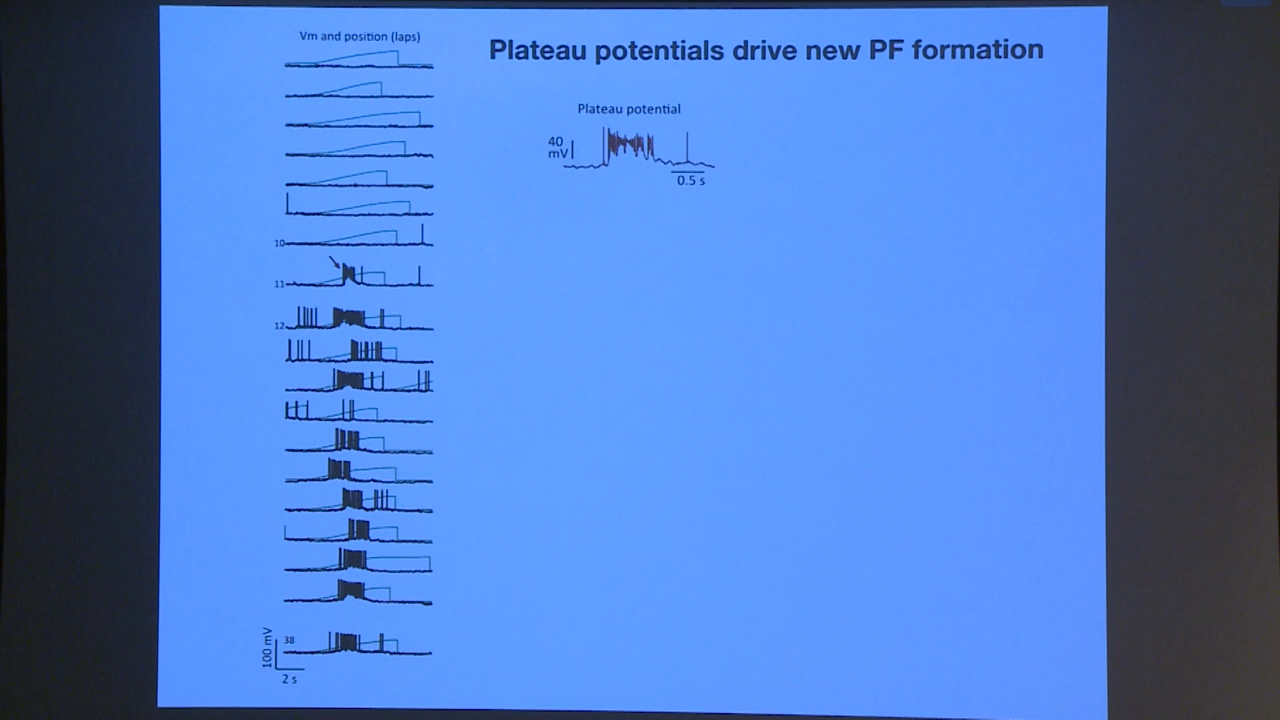 Vm and position (laps)
Plateau potentials drive new PF formation
Plateau potential
40
mV
0.5 s
10
11
12
38
100 mV
2 s